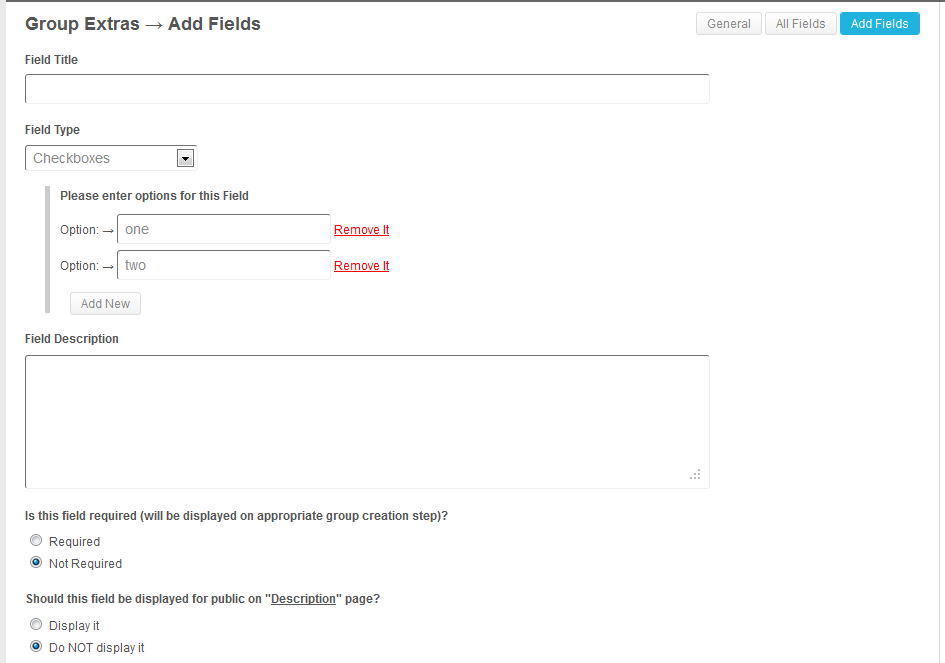 Group Extras → Add Fields
General
All Fields
Add Fields
Field Title
Field Type
Checkboxes
Please enter options for this Field
Option: → one Remove It
Option: → two Remove It
Add New
Field Description
Is this field required (will be displayed on appropriate group creation step)?
Required
Not Required
Should this field be displayed for public on "Description" page?
Display it
Do NOT display it